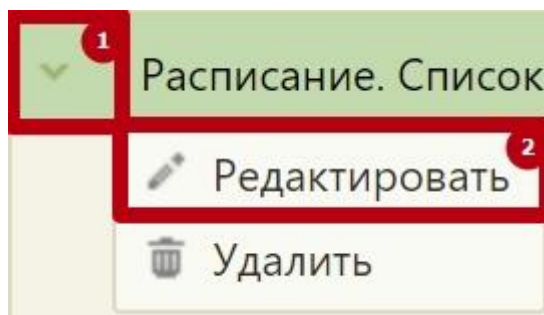 1
Расписание. Список
2
Редактировать
Удалить